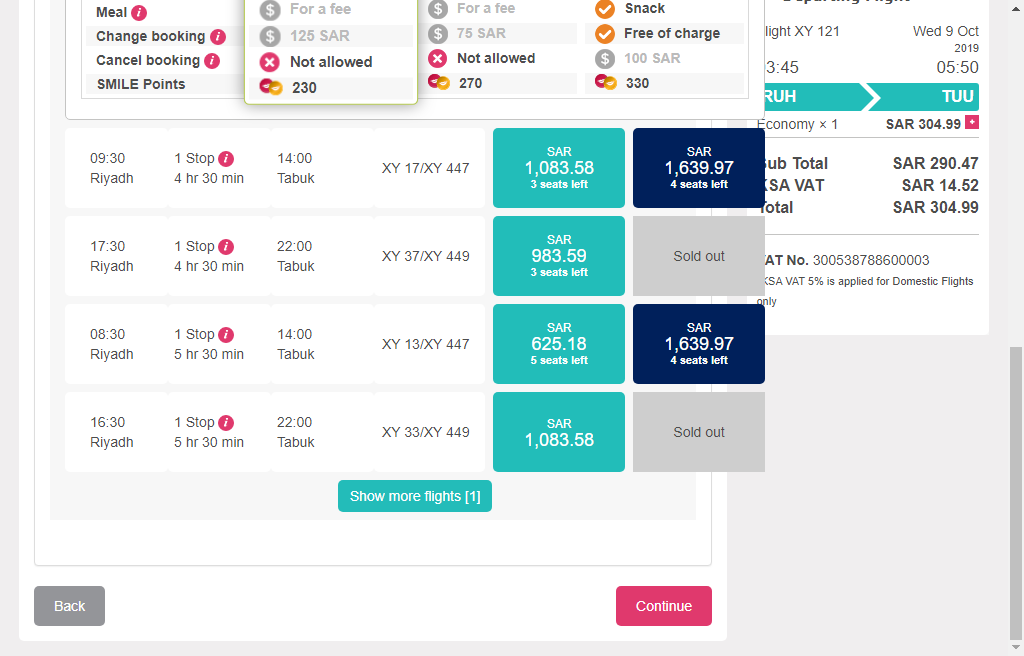 Meal
Change booking
Cancel booking
SMILE Points
For a fee
125 SAR
Not allowed
230
For a fee
75 SAR
Not allowed
270
Snack
Free of charge
100 SAR
330
09:30
Riyadh
1 Stop
4 hr 30 min
14:00
Tabuk
XY 17/XY 447
SAR
1,083.58
3 seats left
SAR
1,639.97
4 seats left
17:30
Riyadh
1 Stop
4 hr 30 min
22:00
Tabuk
XY 37/XY 449
SAR
983.59
3 seats left
Sold out
08:30
Riyadh
1 Stop
5 hr 30 min
14:00
Tabuk
XY 13/XY 447
SAR
625.18
5 seats left
SAR
1,639.97
4 seats left
16:30
Riyadh
1 Stop
5 hr 30 min
22:00
Tabuk
XY 33/XY 449
SAR
1,083.58
Sold out
Show more flights [1]
Back
Continue
light XY 121
Wed 9 Oct
2019
3:45
05:50
RUH
TUU
Economy × 1
SAR 304.99
Sub Total
SAR 290.47
KSA VAT
SAR 14.52
Total
SAR 304.99
VAT No. 300538788600003
KSA VAT 5% is applied for Domestic Flights
only